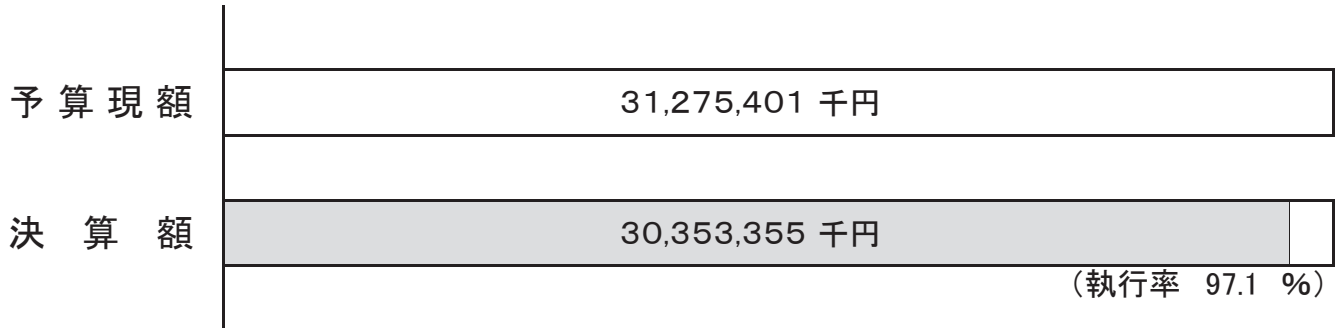 予算現額 31,275,401 千円
決算額 30,353,355 千円
（執行率 97.1 %）